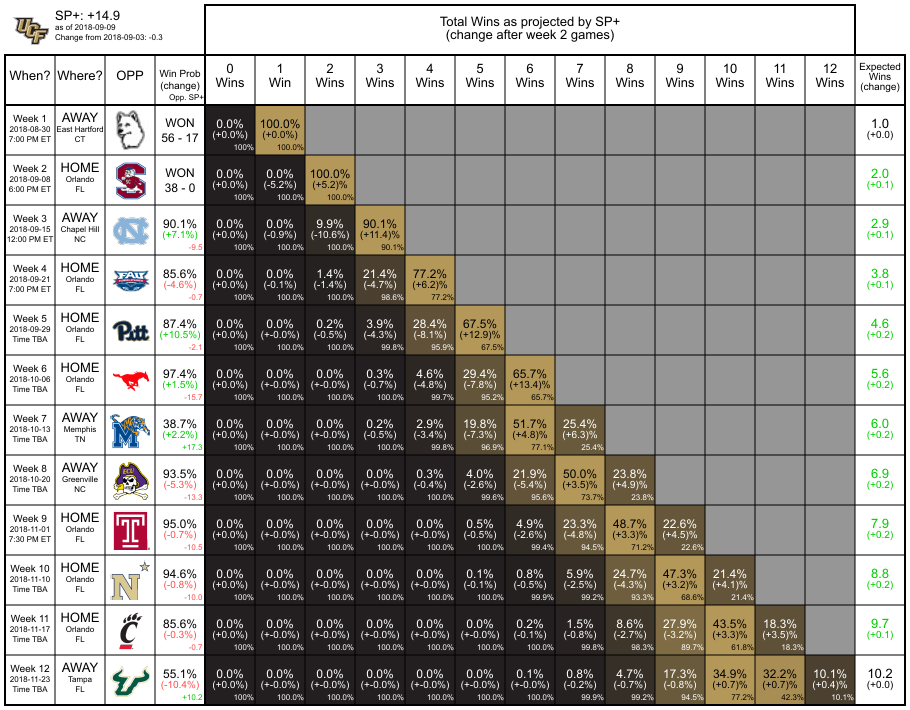 SP+: +14.9
as of 2018-09-09
Change from 2018-09-03: -0.3
Total Wins as projected by SP+
(change after week 2 games)
When? Where? OPP Win Prob (change) Opp. SP+ 0 Wins 1 Win 2 Wins 3 Wins 4 Wins 5 Wins 6 Wins 7 Wins 8 Wins 9 Wins 10 Wins 11 Wins 12 Wins Expected Wins (change)
Week 1 AWAY WON 0.0% 100.0% 1.0
2018-08-30 East Hartford 56 - 17 (+0.0%) (+0.0%) (+0.0)
7:00 PM ET CT 100% 100.0%
Week 2 HOME WON 0.0% 0.0% 100.0% 2.0
2018-09-08 Orlando 38 - 0 (+0.0%) (-5.2%) (+5.2)% (+0.1)
6:00 PM ET FL 100% 100.0% 100.0%
Week 3 AWAY NC 90.1% 0.0% 0.0% 9.9% 90.1% 2.9
2018-09-15 Chapel Hill (+7.1%) (+0.0%) (-0.9%) (-10.6%) (+11.4)% (+0.1)
12:00 PM ET NC -9.5 100% 100.0% 100.0% 90.1%
Week 4 HOME FAU 85.6% 0.0% 0.0% 1.4% 21.4% 77.2% 3.8
2018-09-21 Orlando (-4.6%) (+0.0%) (-0.1%) (-1.4%) (-4.7%) (+6.2)% (+0.1)
7:00 PM ET FL -0.7 100% 100.0% 100.0% 98.6% 77.2%
Week 5 HOME Pitt 87.4% 0.0% 0.0% 0.2% 3.9% 28.4% 67.5% 4.6
2018-09-29 Orlando (+10.5%) (+0.0%) (+-0.0%) (-0.5%) (-4.3%) (-8.1%) (+12.9)% (+0.2)
Time TBA FL -2.1 100% 100.0% 100.0% 99.8% 95.9% 67.5%
Week 6 HOME 97.4% 0.0% 0.0% 0.0% 0.3% 4.6% 29.4% 65.7% 5.6
2018-10-06 Orlando (+1.5%) (+0.0%) (+-0.0%) (+-0.0%) (-0.7%) (-4.8%) (-7.8%) (+13.4)% (+0.2)
Time TBA FL -15.7 100% 100.0% 100.0% 100.0% 99.7% 95.2% 65.7%
Week 7 AWAY M 38.7% 0.0% 0.0% 0.0% 0.2% 2.9% 19.8% 51.7% 25.4% 6.0
2018-10-13 Memphis (+2.2%) (+0.0%) (+-0.0%) (+-0.0%) (-0.5%) (-3.4%) (-7.3%) (+4.8)% (+6.3%) (+0.2)
Time TBA TN +17.3 100% 100.0% 100.0% 100.0% 99.8% 96.9% 77.1% 25.4%
Week 8 AWAY ECU 93.5% 0.0% 0.0% 0.0% 0.0% 0.3% 4.0% 21.9% 50.0% 23.8% 6.9
2018-10-20 Greenville (-5.3%) (+0.0%) (+-0.0%) (+-0.0%) (+-0.0%) (-0.4%) (-2.6%) (-5.4%) (+3.5)% (+4.9%) (+0.2)
Time TBA NC -13.3 100% 100.0% 100.0% 100.0% 100.0% 99.6% 95.6% 73.7% 23.8%
Week 9 HOME T 95.0% 0.0% 0.0% 0.0% 0.0% 0.0% 0.5% 4.9% 23.3% 48.7% 22.6% 7.9
2018-11-01 Orlando (-0.7%) (+0.0%) (+-0.0%) (+-0.0%) (+-0.0%) (+-0.0%) (-0.5%) (-2.6%) (-4.8%) (+3.3)% (+4.5%) (+0.2)
7:30 PM ET FL -10.5 100% 100.0% 100.0% 100.0% 100.0% 100.0% 99.4% 94.5% 71.2% 22.6%
Week 10 HOME N 94.6% 0.0% 0.0% 0.0% 0.0% 0.0% 0.1% 0.8% 5.9% 24.7% 47.3% 21.4% 8.8
2018-11-10 Orlando (-0.8%) (+0.0%) (+-0.0%) (+-0.0%) (+-0.0%) (+-0.0%) (-0.1%) (-0.5%) (-2.5%) (-4.3%) (+3.2)% (+4.1%) (+0.2)
Time TBA FL -10.0 100% 100.0% 100.0% 100.0% 100.0% 100.0% 99.9% 99.2% 93.3% 68.6% 21.4%
Week 11 HOME C 85.6% 0.0% 0.0% 0.0% 0.0% 0.0% 0.0% 0.2% 1.5% 8.6% 27.9% 43.5% 18.3% 9.7
2018-11-17 Orlando (-0.3%) (+0.0%) (+-0.0%) (+-0.0%) (+-0.0%) (+-0.0%) (+-0.0%) (-0.1%) (-0.8%) (-2.7%) (-3.2%) (+3.3)% (+3.5%) (+0.1)
Time TBA FL -0.7 100% 100.0% 100.0% 100.0% 100.0% 100.0% 100.0% 99.8% 98.3% 89.7% 61.8% 18.3%
Week 12 AWAY 55.1% 0.0% 0.0% 0.0% 0.0% 0.0% 0.0% 0.1% 0.8% 4.7% 17.3% 34.9% 32.2% 10.1% 10.2
2018-11-23 Tampa (-10.4%) (+0.0%) (+-0.0%) (+-0.0%) (+-0.0%) (+-0.0%) (+-0.0%) (+-0.0%) (-0.2%) (-0.7%) (-0.8%) (+0.7)% (+0.7%) (+0.4%) (+0.0)
Time TBA FL +10.2 100% 100.0% 100.0% 100.0% 100.0% 100.0% 100.0% 99.9% 99.2% 94.5% 77.2% 42.3% 10.1%